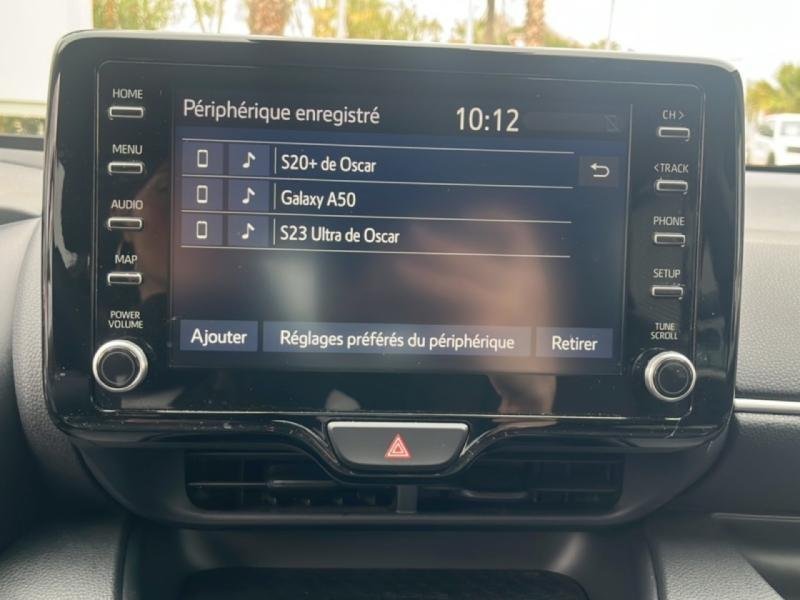 HOME
MENU
AUDIO
MAP
POWER
VOLUME
Périphérique enregistré 10:12
S20+ de Oscar
Galaxy A50
S23 Ultra de Oscar
Ajouter Réglages préférés du périphérique Retirer
CH >
< TRACK
PHONE
SETUP
TUNE
SCROLL